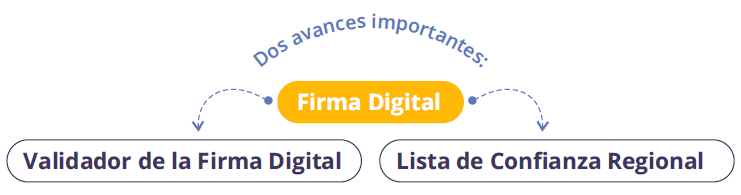 Dos avances importantes:
Firma Digital
Validador de la Firma Digital
Lista de Confianza Regional